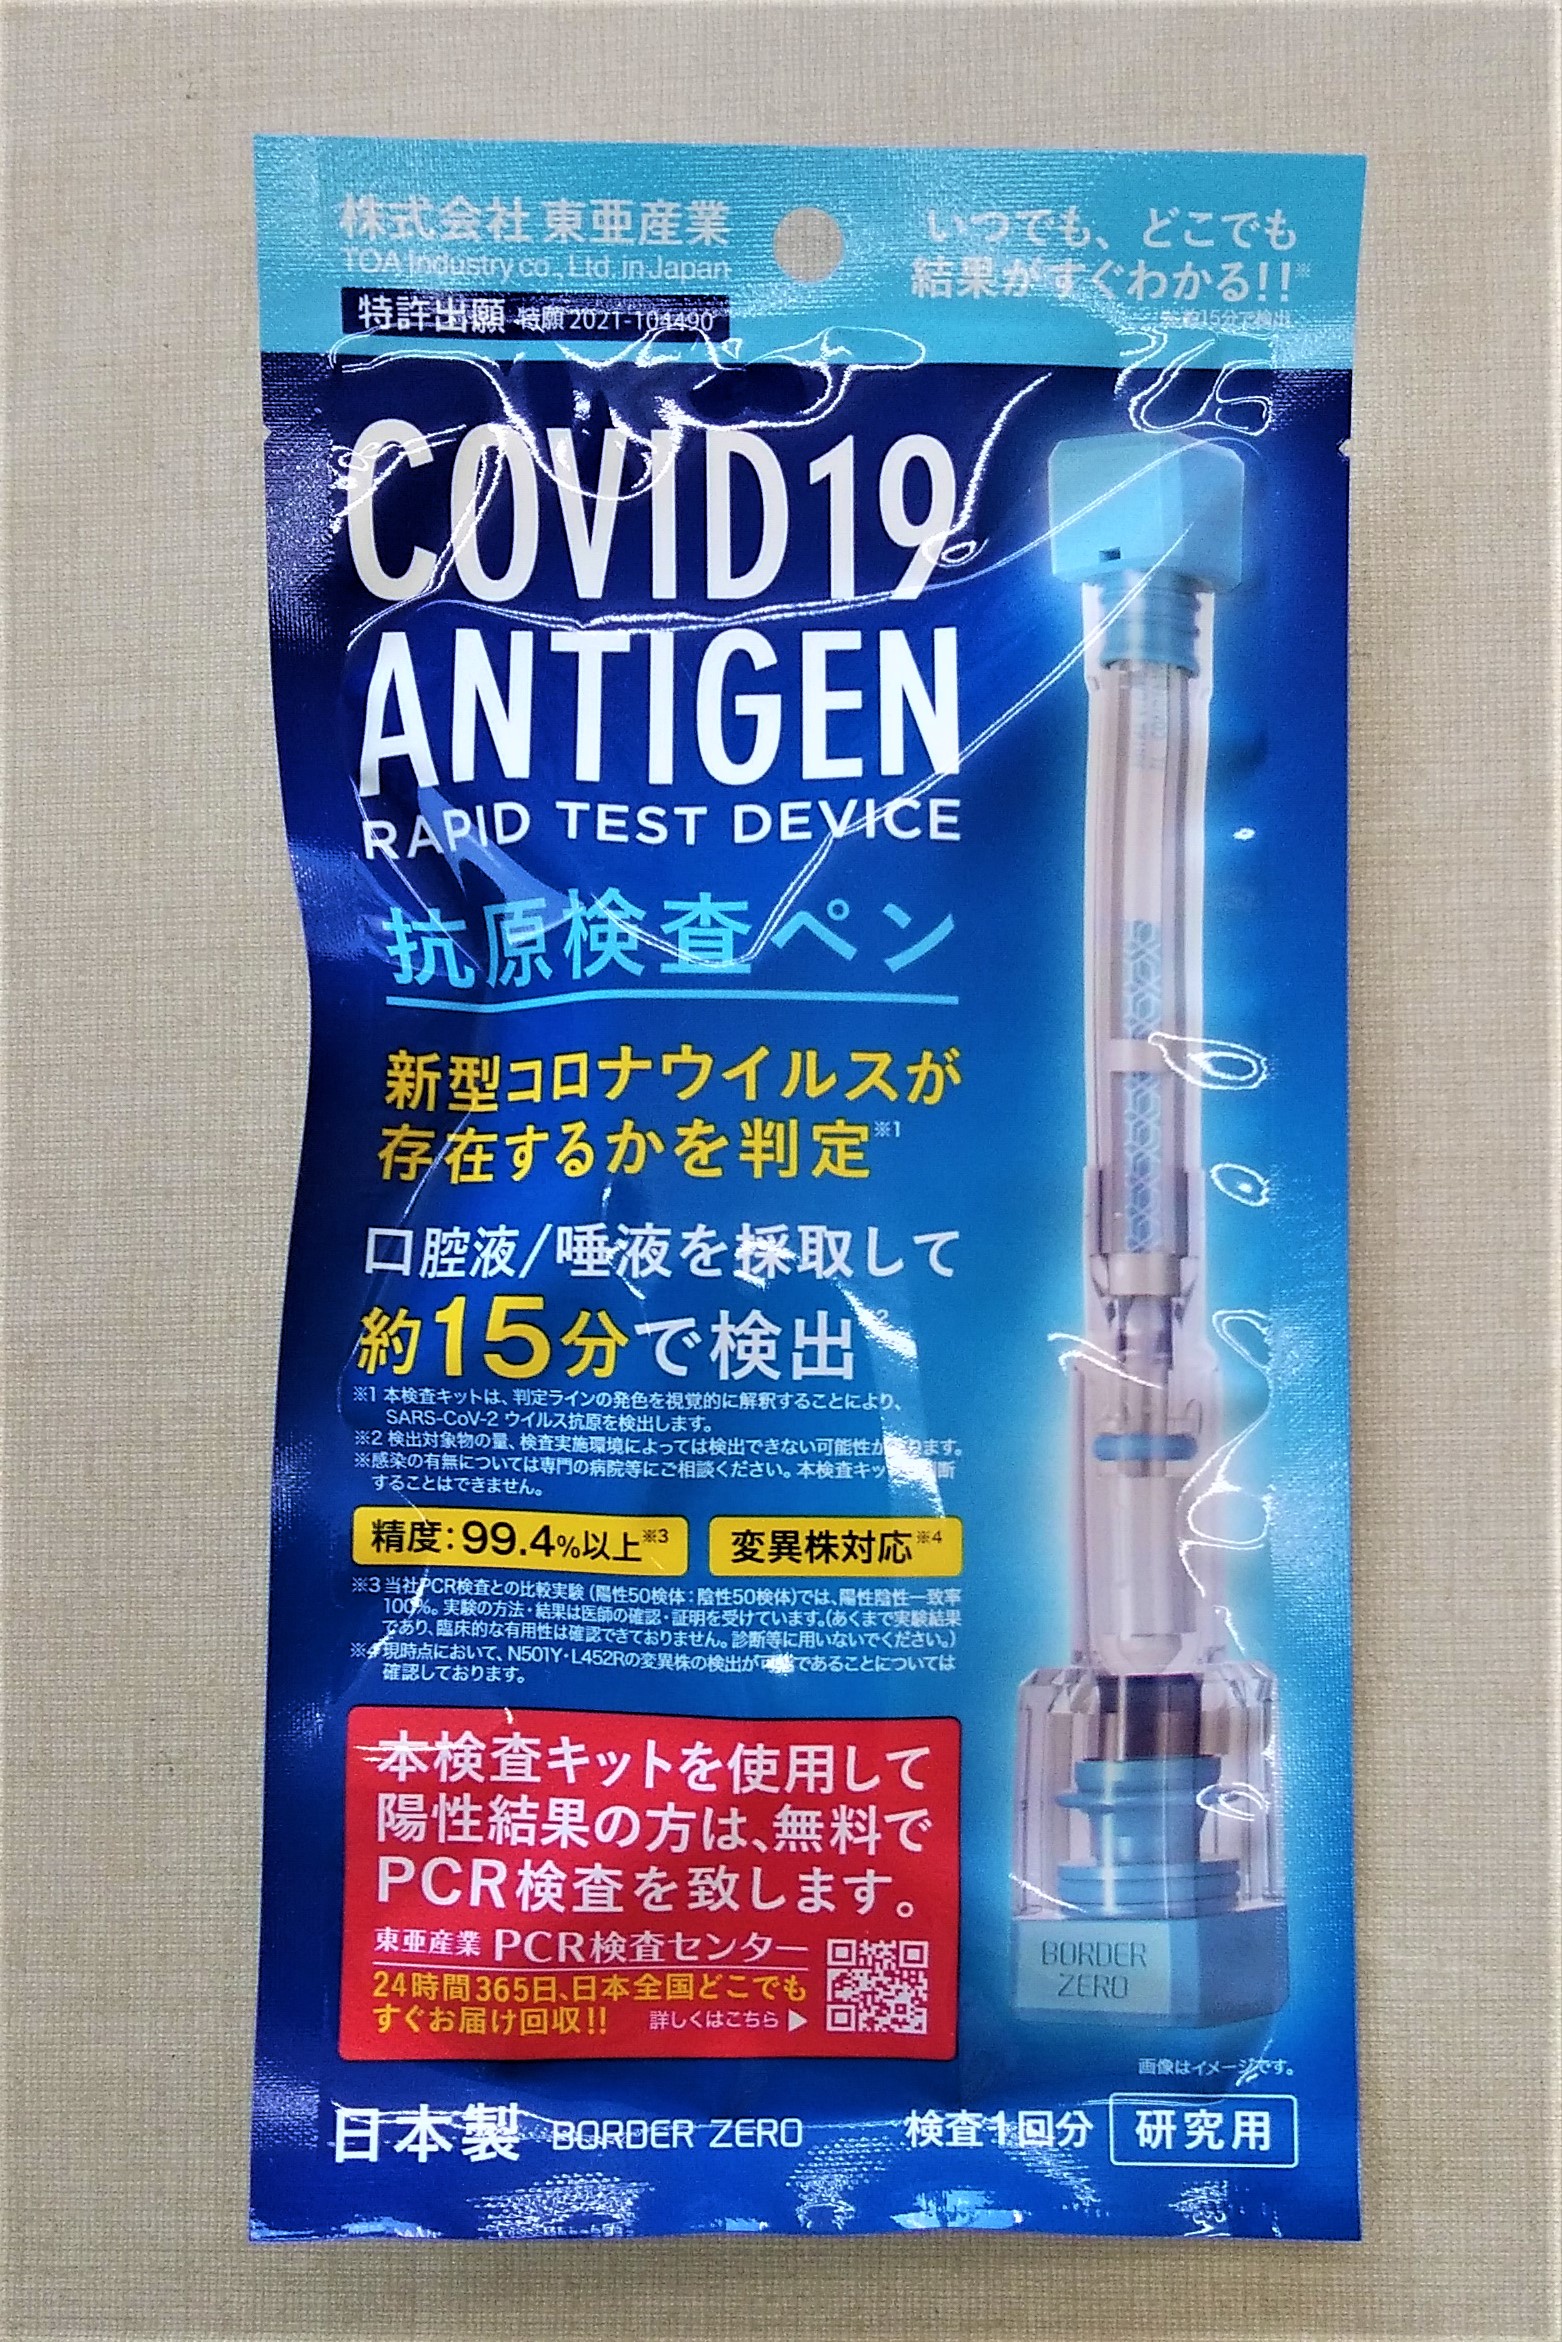 株式会社 東亜産業
TOA Industry co., Ltd. in Japan
特許出願 特願 2021-104490
いつでも、どこでも
結果がすぐわかる!!※
※約15分で検出
COVID19
ANTIGEN
RAPID TEST DEVICE
抗原検査ペン
新型コロナウイルスが
存在するかを判定※1
口腔液/唾液を採取して
約15分で検出
※1 本検査キットは、判定ラインの発色を視覚的に解釈することにより、
SARS-CoV-2 ウイルス抗原を検出します。
※2 検出対象物の量、検査実施環境によっては検出できない可能性が ます。
※感染の有無については専門の病院等にご相談ください。本検査キッ 断
することはできません。
精度:99.4%以上※3
変異株対応※4
※3 当社PCR検査との比較実験(陽性50検体:陰性50検体)では、陽性陰性一致率
100%。実験の方法・結果は医師の確認・証明を受けています。(あくまで実験結果
であり、臨床的な有用性は確認できておりません。診断等に用いないでください。)
※4 現時点において、N501Y・L452Rの変異株の検出が可能であることについては
確認しております。
本検査キットを使用して
陽性結果の方は、無料で
PCR検査を致します。
東亜産業 PCR検査センター
24時間365日、日本全国どこでも
すぐお届け回収!! 詳しくはこちら ▶
BORDER
ZERO
画像はイメージです。
日本製 BORDER ZERO 検査1回分 研究用